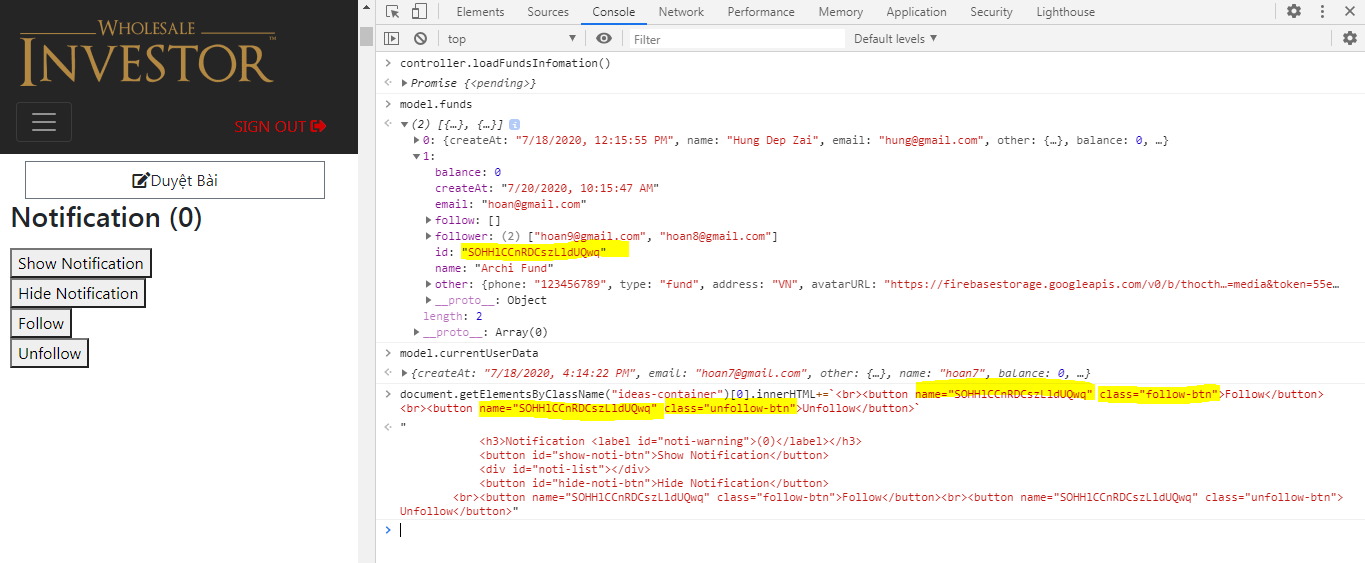 WHOLESALE
INVESTOR™
SIGN OUT
Duyệt Bài
Notification (0)
Show Notification
Hide Notification
Follow
Unfollow
Elements Sources Console Network Performance Memory Application Security Lighthouse
top Filter Default levels
controller.loadFundsInfomation()
Promise {<pending>}
model.funds
(2) [{…}, {…}]
0: {createAt: "7/18/2020, 12:15:55 PM", name: "Hung Dep Zai", email: "hung@gmail.com", other: {…}, balance: 0, …}
1:
balance: 0
createAt: "7/20/2020, 10:15:47 AM"
email: "hoan@gmail.com"
follow: []
follower: (2) ["hoan9@gmail.com", "hoan8@gmail.com"]
id: "SOHHlCCnRDCszLldUQwq"
name: "Archi Fund"
other: {phone: "123456789", type: "fund", address: "VN", avatarURL: "https://firebasestorage.googleapis.com/v0/b/thocth…=media&token=55e…
__proto__: Object
length: 2
__proto__: Array(0)
model.currentUserData
{createAt: "7/18/2020, 4:14:22 PM", email: "hoan7@gmail.com", other: {…}, name: "hoan7", balance: 0, …}
document.getElementsByClassName("ideas-container")[0].innerHTML+=`<br><button name="SOHHlCCnRDCszLldUQwq" class="follow-btn">Follow</button>
<br><button name="SOHHlCCnRDCszLldUQwq" class="unfollow-btn">Unfollow</button>`
"
<h3>Notification <label id="noti-warning">(0)</label></h3>
<button id="show-noti-btn">Show Notification</button>
<div id="noti-list"></div>
<button id="hide-noti-btn">Hide Notification</button>
<br><button name="SOHHlCCnRDCszLldUQwq" class="follow-btn">Follow</button><br><button name="SOHHlCCnRDCszLldUQwq" class="unfollow-btn">
Unfollow</button>"